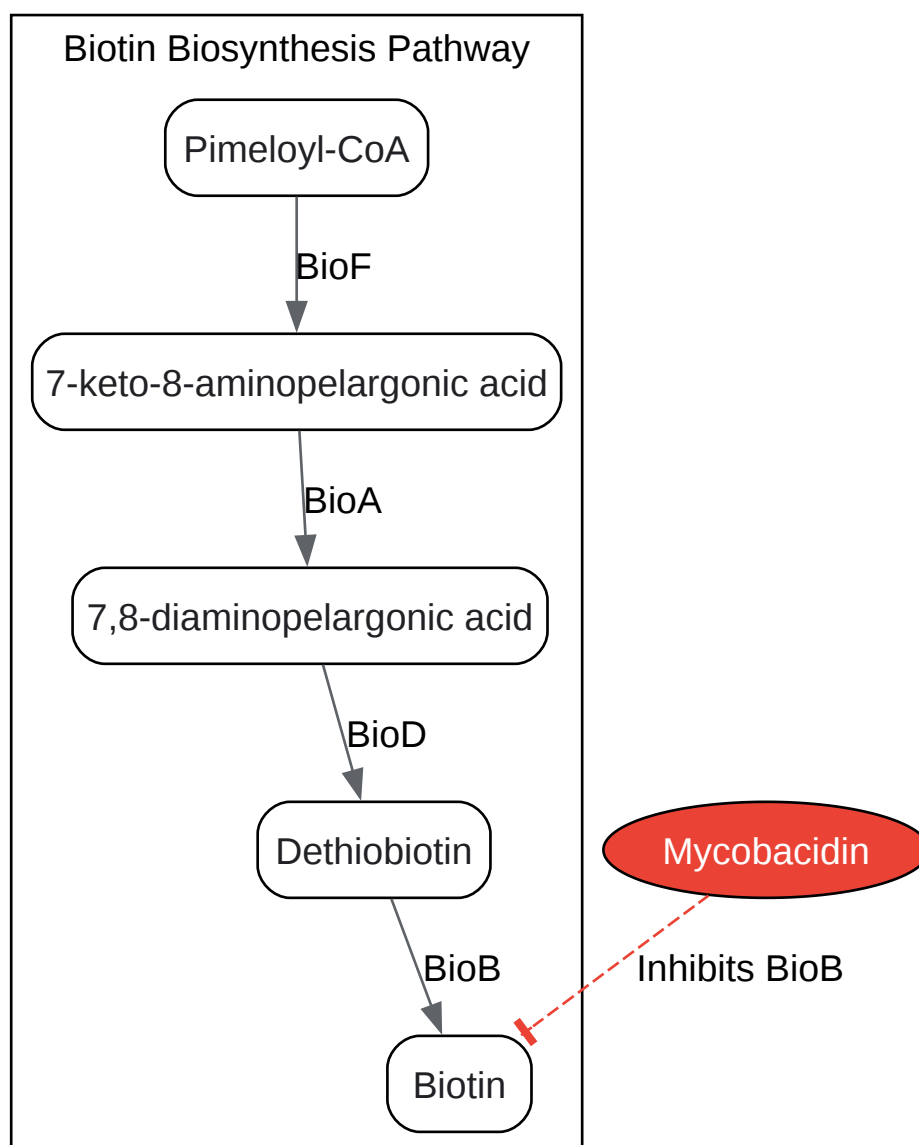 Biotin Biosynthesis Pathway
Pimeloyl-CoA
BioF
7-keto-8-aminopelargonic acid
BioA
7,8-diaminopelargonic acid
BioD
Dethiobiotin
Mycobacidin
BioB
Inhibits BioB
Biotin